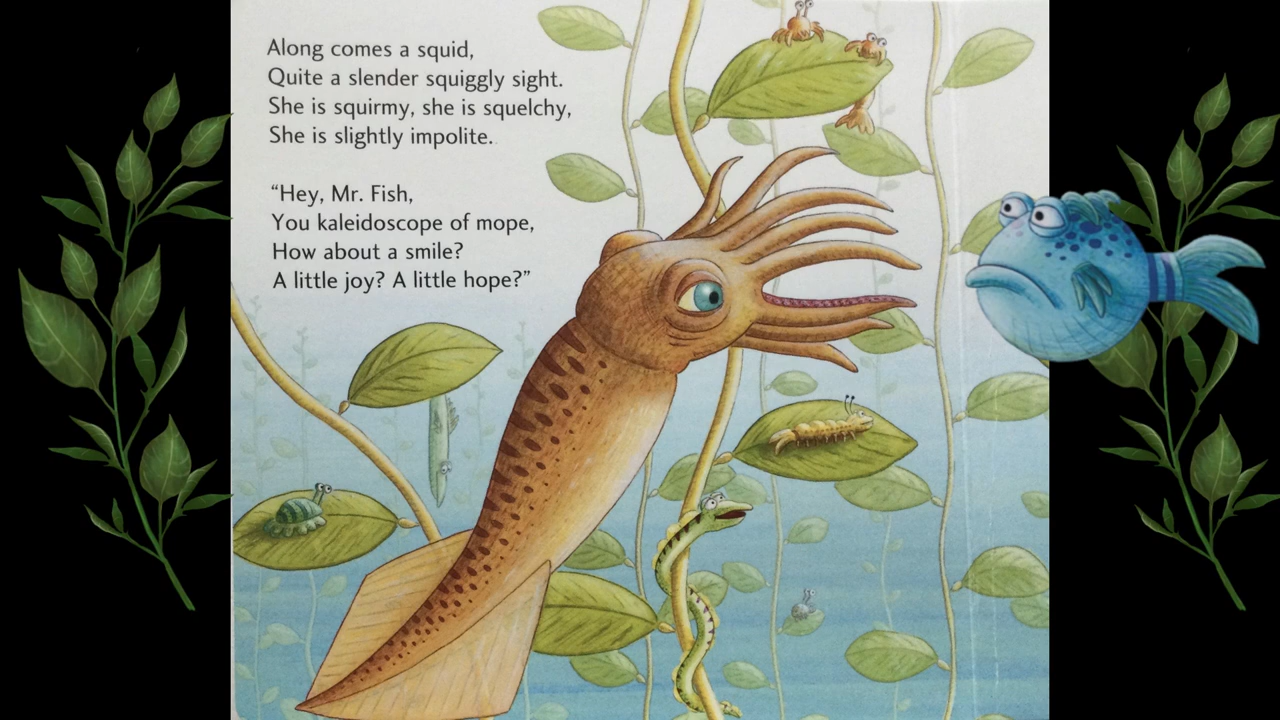 Along comes a squid,
Quite a slender squiggly sight.
She is squirmy, she is squelchy,
She is slightly impolite.
“Hey, Mr. Fish,
You kaleidoscope of mope,
How about a smile?
A little joy? A little hope?”